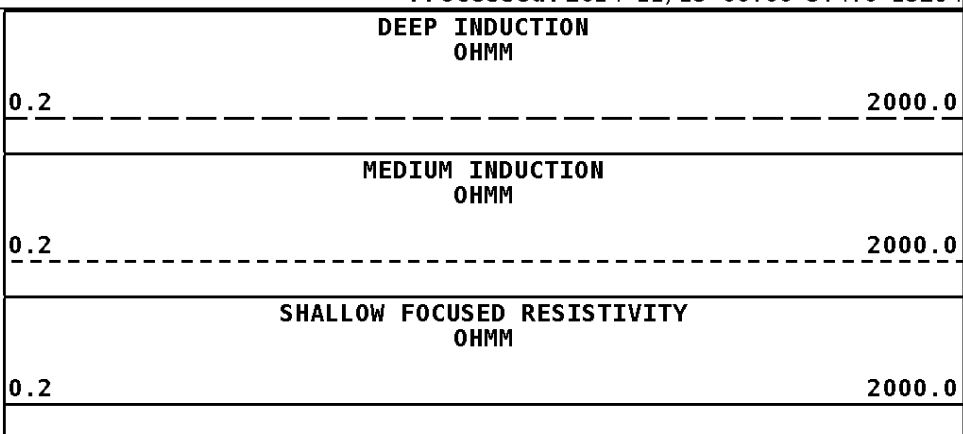 DEEP INDUCTION
OHMM
0.2 2000.0
MEDIUM INDUCTION
OHMM
0.2 2000.0
SHALLOW FOCUSED RESISTIVITY
OHMM
0.2 2000.0